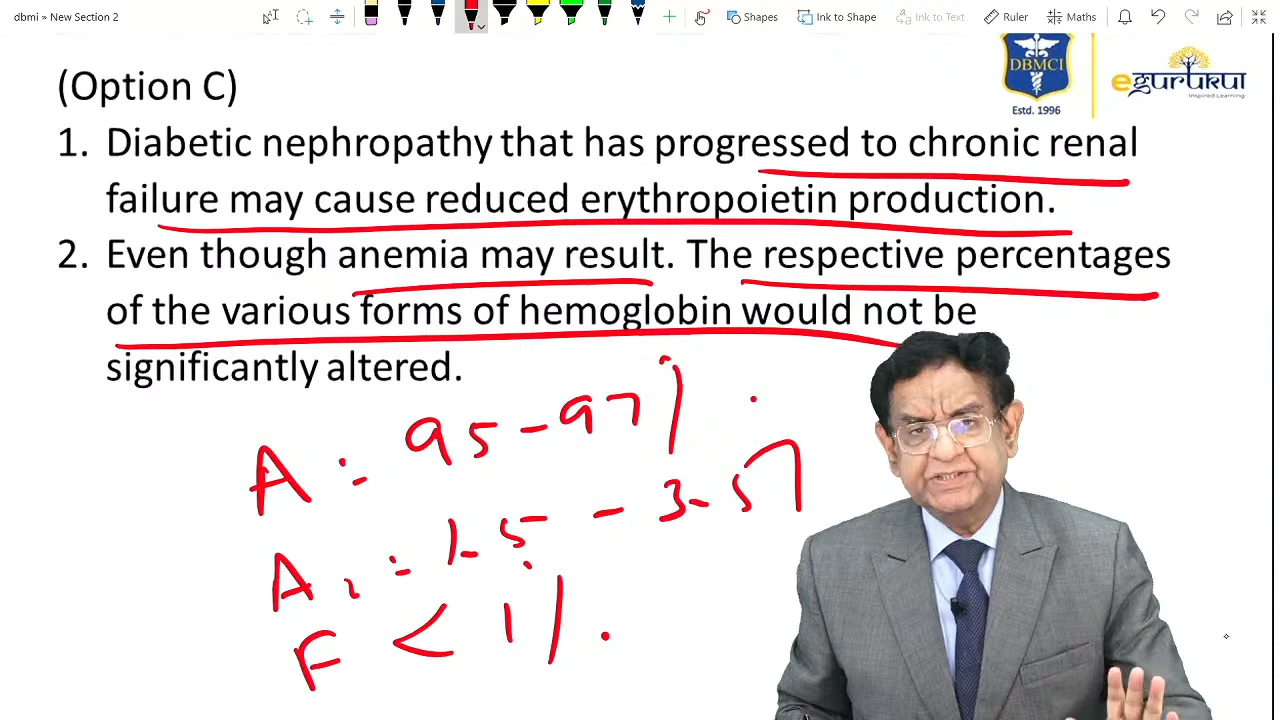 dbmi » New Section 2
Shapes Ink to Shape Ink to Text Ruler Maths
DBMCI
Estd. 1996
egurukul
Inspired Learning...
(Option C)
1. Diabetic nephropathy that has progressed to chronic renal
failure may cause reduced erythropoietin production.
2. Even though anemia may result. The respective percentages
of the various forms of hemoglobin would not be
significantly altered.
A : 95-97%
A2 : 1.5 - 3.5%
F < 1%.